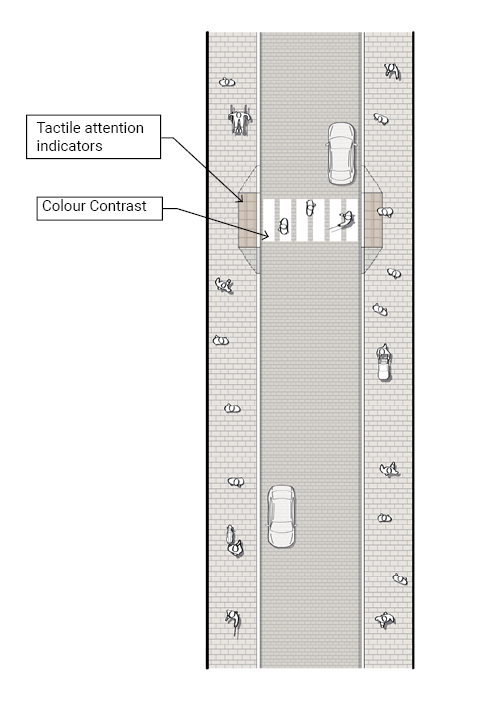 Tactile attention
indicators
Colour Contrast